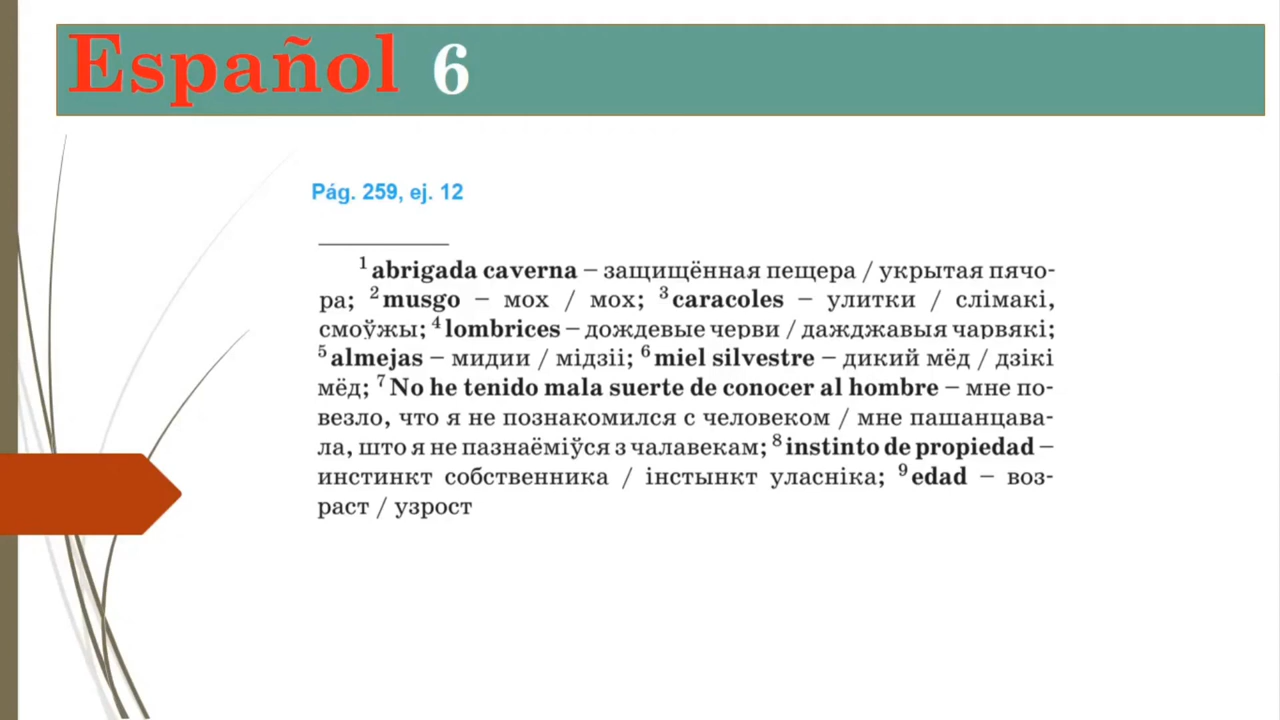 Español 6
Pág. 259, ej. 12
¹ abrigada caverna – защищённая пещера / укрытая пячо-
ра; ² musgo – мох / мох; ³ caracoles – улитки / слімакі,
смоўжы; ⁴ lombrices – дождевые черви / дажджавыя чарвякі;
⁵ almejas – мидии / мідзіі; ⁶ miel silvestre – дикий мёд / дзікі
мёд; ⁷ No he tenido mala suerte de conocer al hombre – мне по-
везло, что я не познакомился с человеком / мне пашанцава-
ла, што я не пазнаёміўся з чалавекам; ⁸ instinto de propiedad –
инстинкт собственника / інстынкт уласніка; ⁹ edad – воз-
раст / узрост